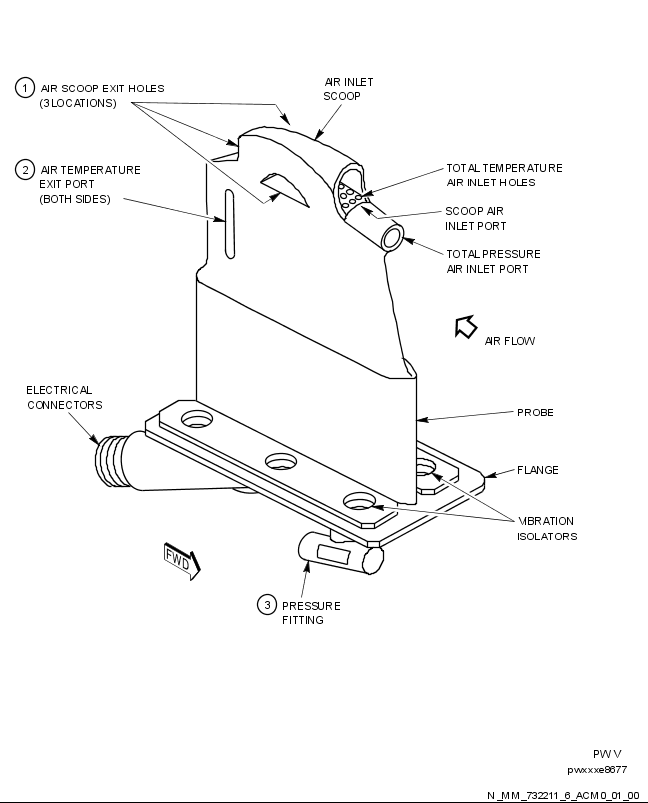 AIR INLET
SCOOP
1 AIR SCOOP EXIT HOLES
(3 LOCATIONS)
2 AIR TEMPERATURE
EXIT PORT
(BOTH SIDES)
TOTAL TEMPERATURE
AIR INLET HOLES
SCOOP AIR
INLET PORT
TOTAL PRESSURE
AIR INLET PORT
AIR FLOW
ELECTRICAL
CONNECTORS
PROBE
FLANGE
VIBRATION
ISOLATORS
FWD
3 PRESSURE
FITTING
PW V
pwxxxe8677
N_MM_732211_6_ACM0_01_00